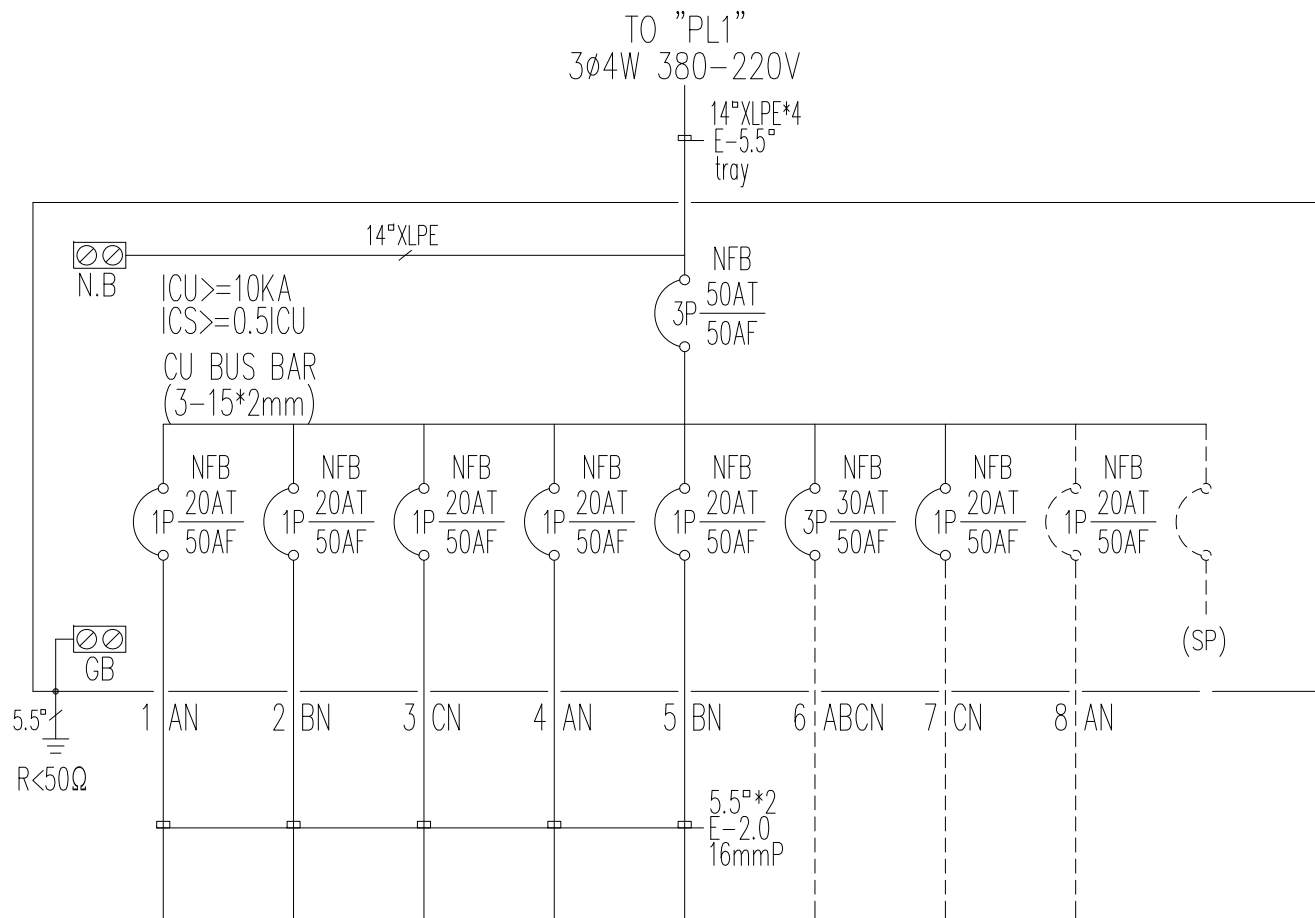 TO "PL1"
3ø4W 380-220V
14□XLPE*4
E-5.5□
tray
14□XLPE
N.B
ICU>=10KA
ICS>=0.5ICU
CU BUS BAR
(3-15*2mm)
NFB
3P 50AT
50AF
NFB
1P 20AT
50AF
NFB
1P 20AT
50AF
NFB
1P 20AT
50AF
NFB
1P 20AT
50AF
NFB
1P 20AT
50AF
NFB
3P 30AT
50AF
NFB
1P 20AT
50AF
NFB
1P 20AT
50AF
(SP)
GB
5.5□
R<50Ω
1 AN
2 BN
3 CN
4 AN
5 BN
6 ABCN
7 CN
8 AN
5.5□*2
E-2.0
16mmP